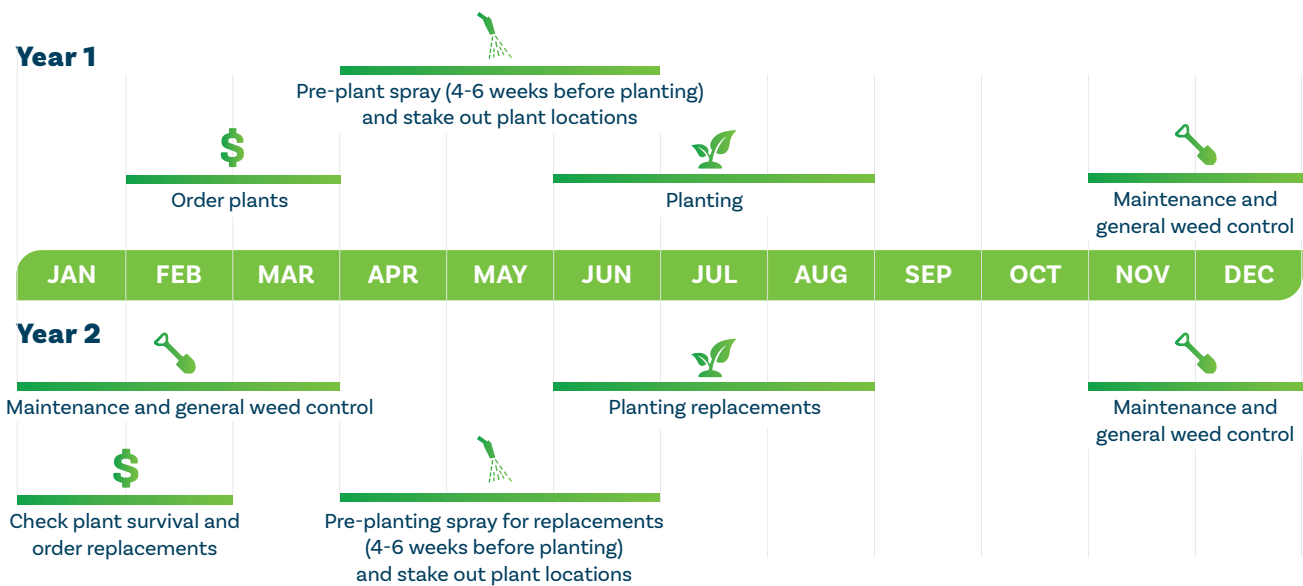 Year 1
Pre-plant spray (4-6 weeks before planting)
and stake out plant locations
$
Order plants
Planting
Maintenance and
general weed control
JAN FEB MAR APR MAY JUN JUL AUG SEP OCT NOV DEC
Year 2
Maintenance and general weed control
Planting replacements
Maintenance and
general weed control
$
Check plant survival and
order replacements
Pre-planting spray for replacements
(4-6 weeks before planting)
and stake out plant locations